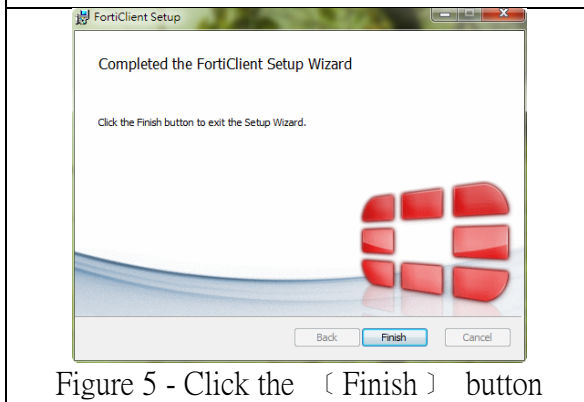 FortiClient Setup
Completed the FortiClient Setup Wizard
Click the Finish button to exit the Setup Wizard.
Back Finish Cancel
Figure 5 - Click the 〔Finish〕 button